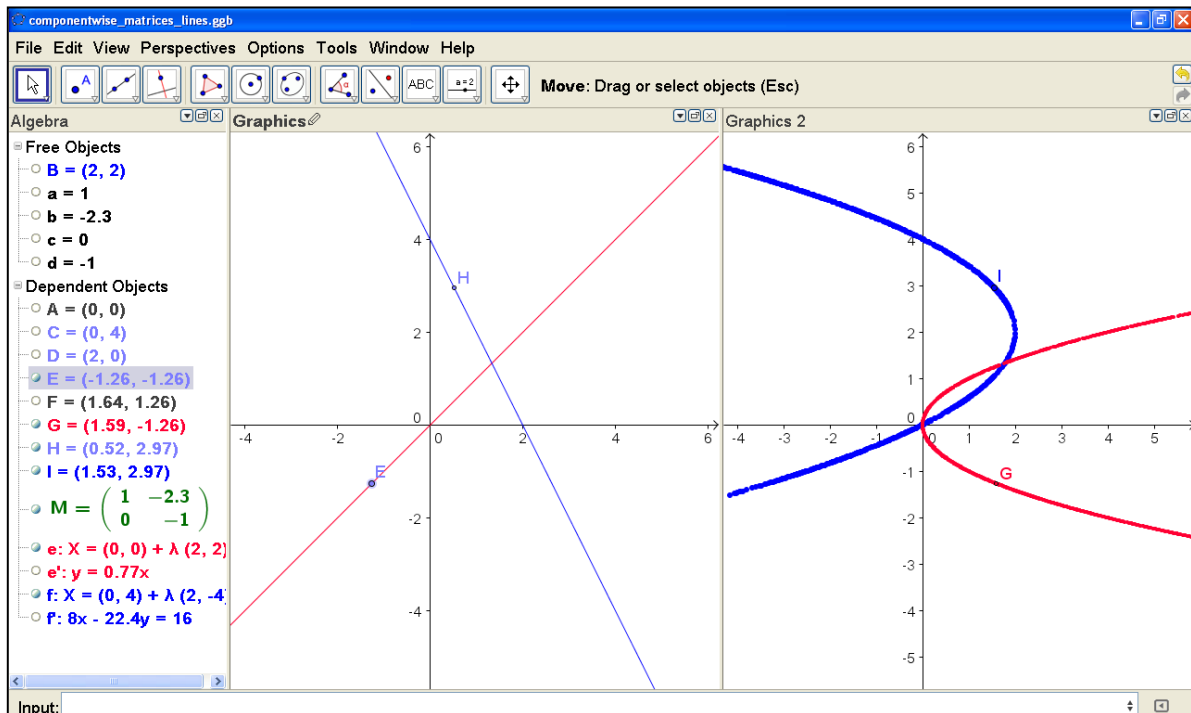 componentwise_matrices_lines.ggb
File Edit View Perspectives Options Tools Window Help
A
α
ABC
a=2
Move: Drag or select objects (Esc)
Algebra
Free Objects
B = (2, 2)
a = 1
b = -2.3
c = 0
d = -1
Dependent Objects
A = (0, 0)
C = (0, 4)
D = (2, 0)
E = (-1.26, -1.26)
F = (1.64, 1.26)
G = (1.59, -1.26)
H = (0.52, 2.97)
I = (1.53, 2.97)
M = ( 1 −2.3
0 −1 )
e: X = (0, 0) + λ (2, 2)
e': y = 0.77x
f: X = (0, 4) + λ (2, -4
f': 8x - 22.4y = 16
Graphics
6
4
H
2
0
-4 -2 0 2 4 6
E
-2
-4
Graphics 2
6
5
4
I
3
2
1
0
-4 -3 -2 -1 0 1 2 3 4 5
-1
G
-2
-3
-4
-5
Input: